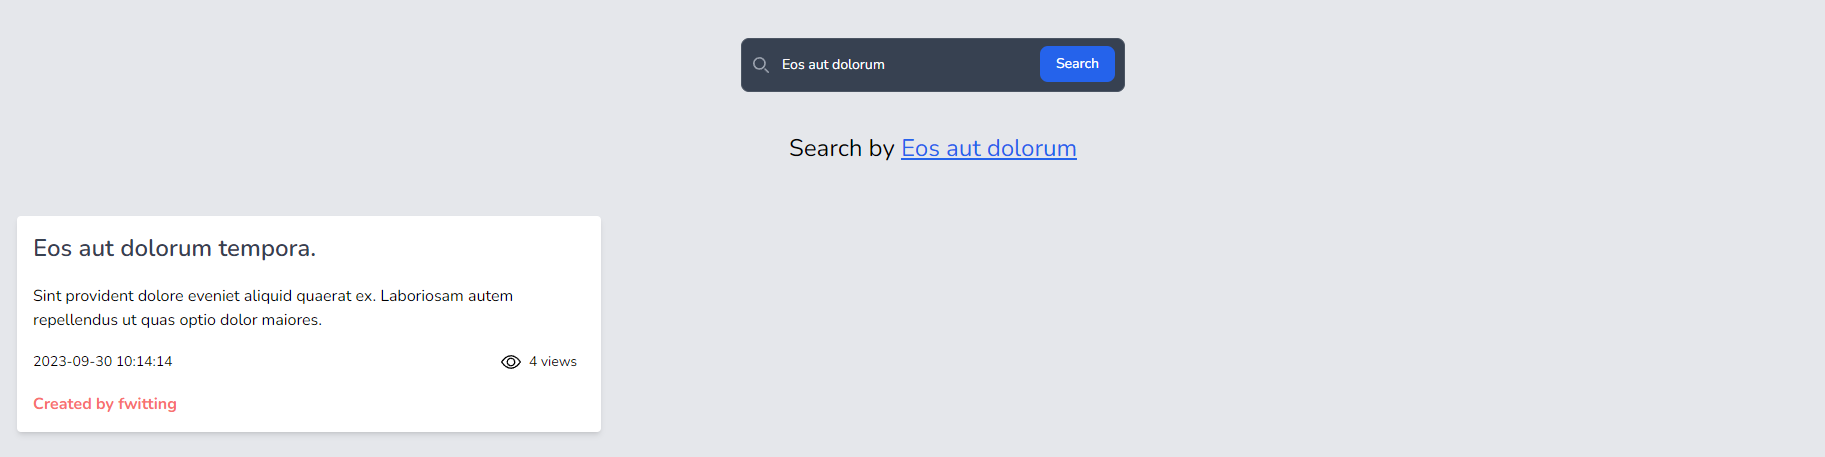 Eos aut dolorum
Search
Search by Eos aut dolorum
Eos aut dolorum tempora.
Sint provident dolore eveniet aliquid quaerat ex. Laboriosam autem
repellendus ut quas optio dolor maiores.
2023-09-30 10:14:14
4 views
Created by fwitting